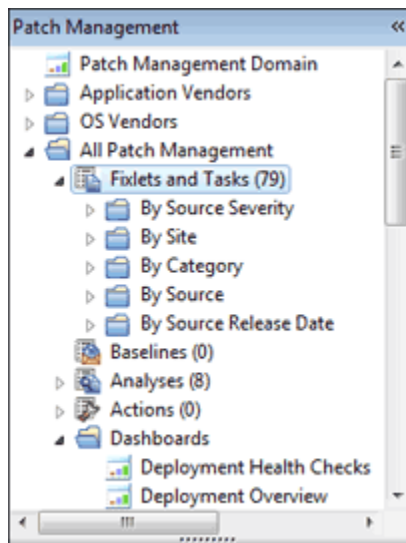 Patch Management «
Patch Management Domain
Application Vendors
OS Vendors
All Patch Management
Fixlets and Tasks (79)
By Source Severity
By Site
By Category
By Source
By Source Release Date
Baselines (0)
Analyses (8)
Actions (0)
Dashboards
Deployment Health Checks
Deployment Overview